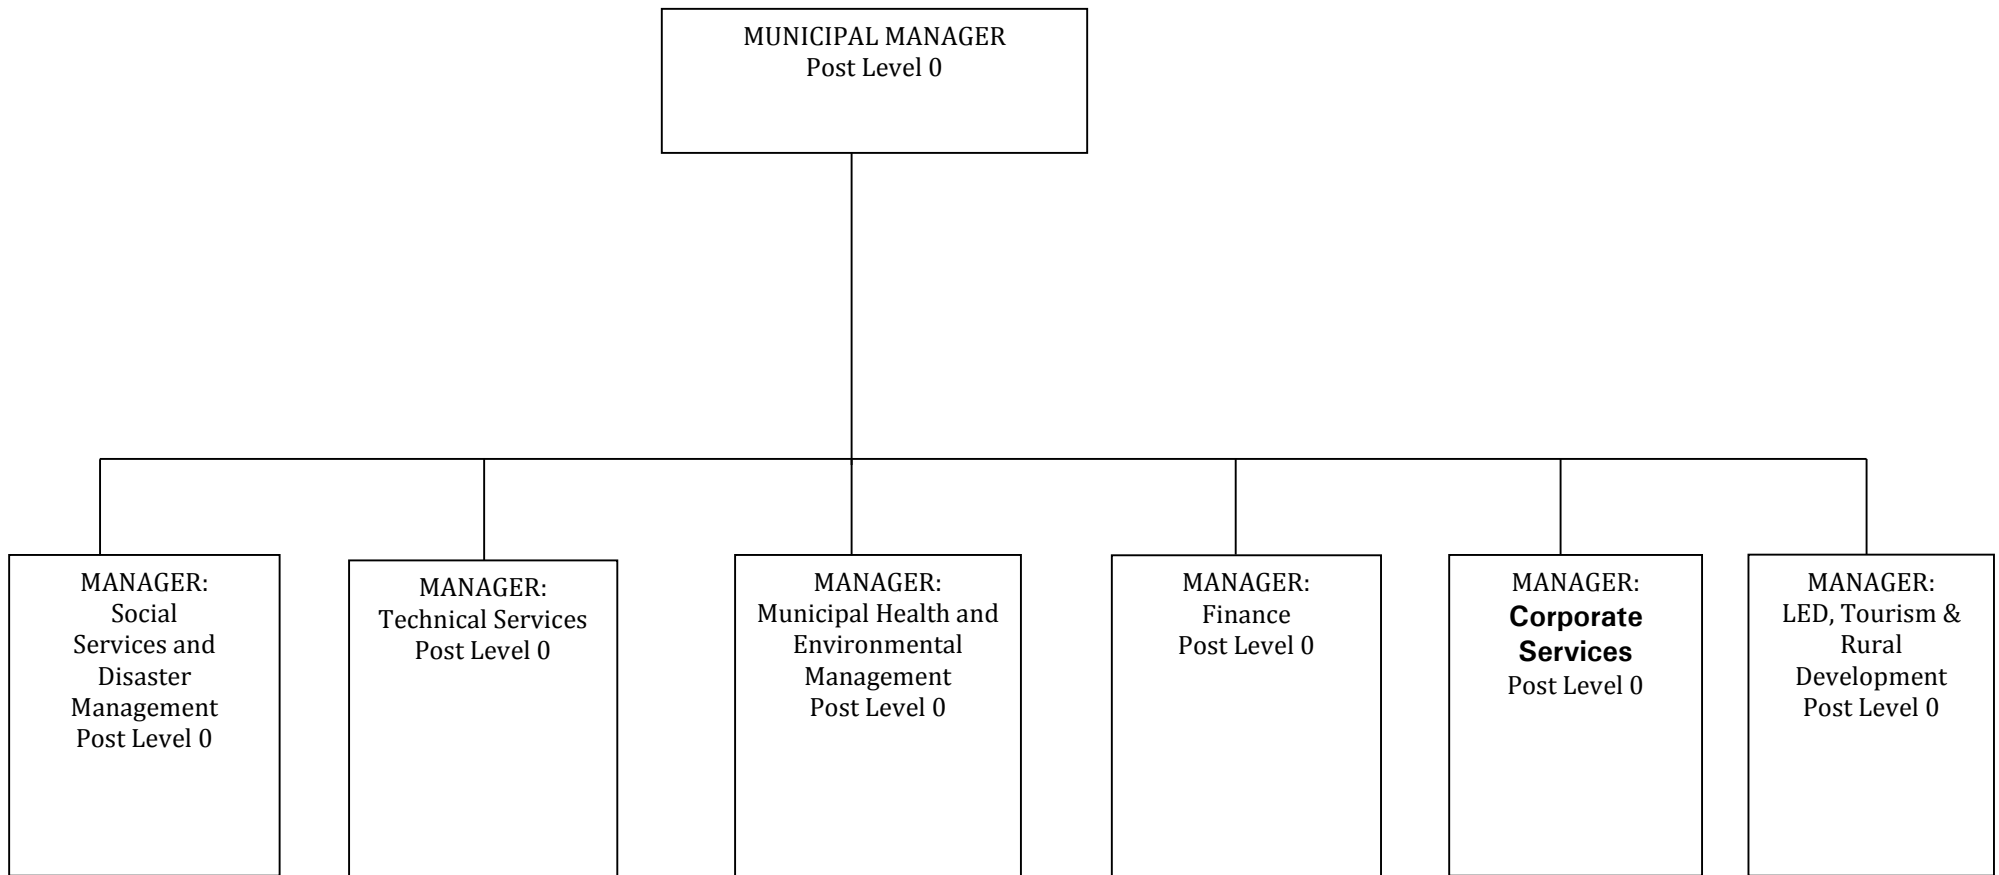 MUNICIPAL MANAGER
Post Level 0
MANAGER:
Social
Services and
Disaster
Management
Post Level 0
MANAGER:
Technical Services
Post Level 0
MANAGER:
Municipal Health and
Environmental
Management
Post Level 0
MANAGER:
Finance
Post Level 0
MANAGER:
Corporate
Services
Post Level 0
MANAGER:
LED, Tourism &
Rural
Development
Post Level 0